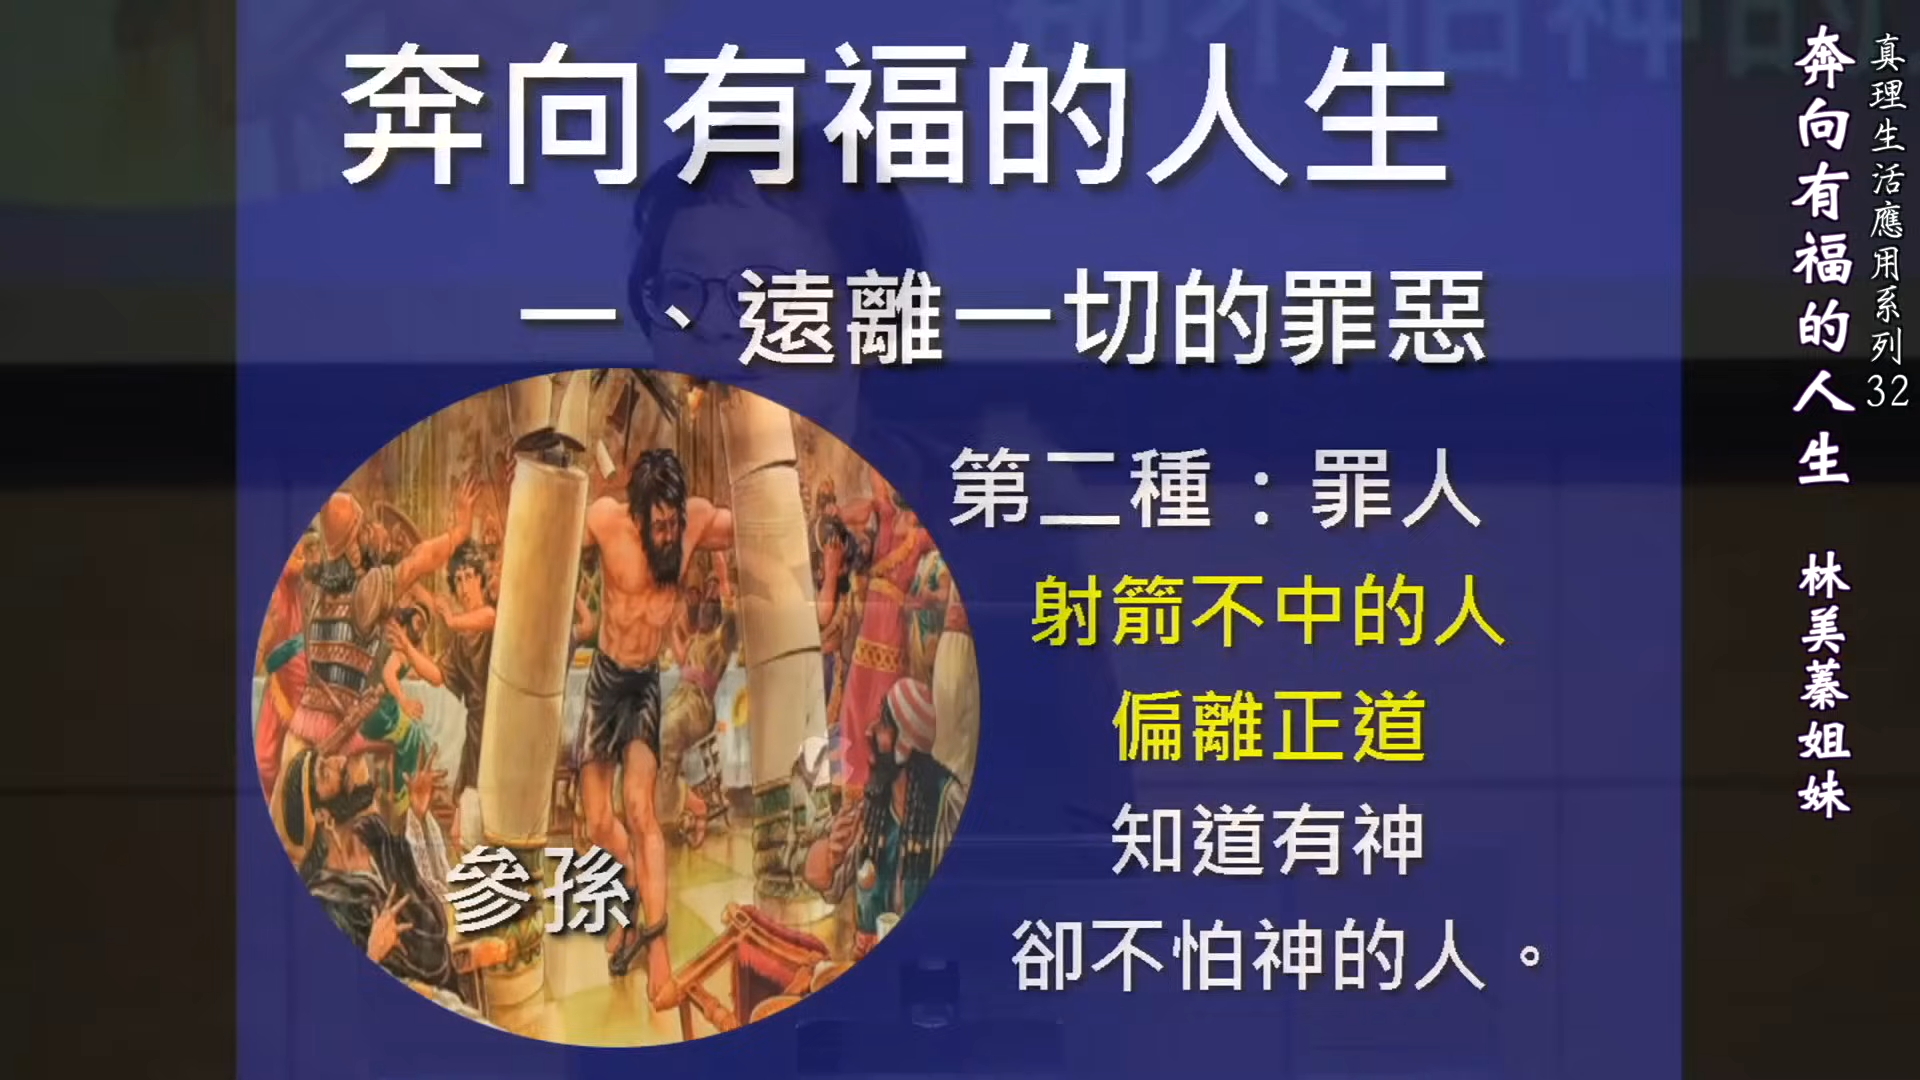 奔向有福的人生
一、遠離一切的罪惡
第二種：罪人
射箭不中的人
偏離正道
知道有神
卻不怕神的人。
參孫
真理生活應用系列32
奔向有福的人生 林美蓁姐妹